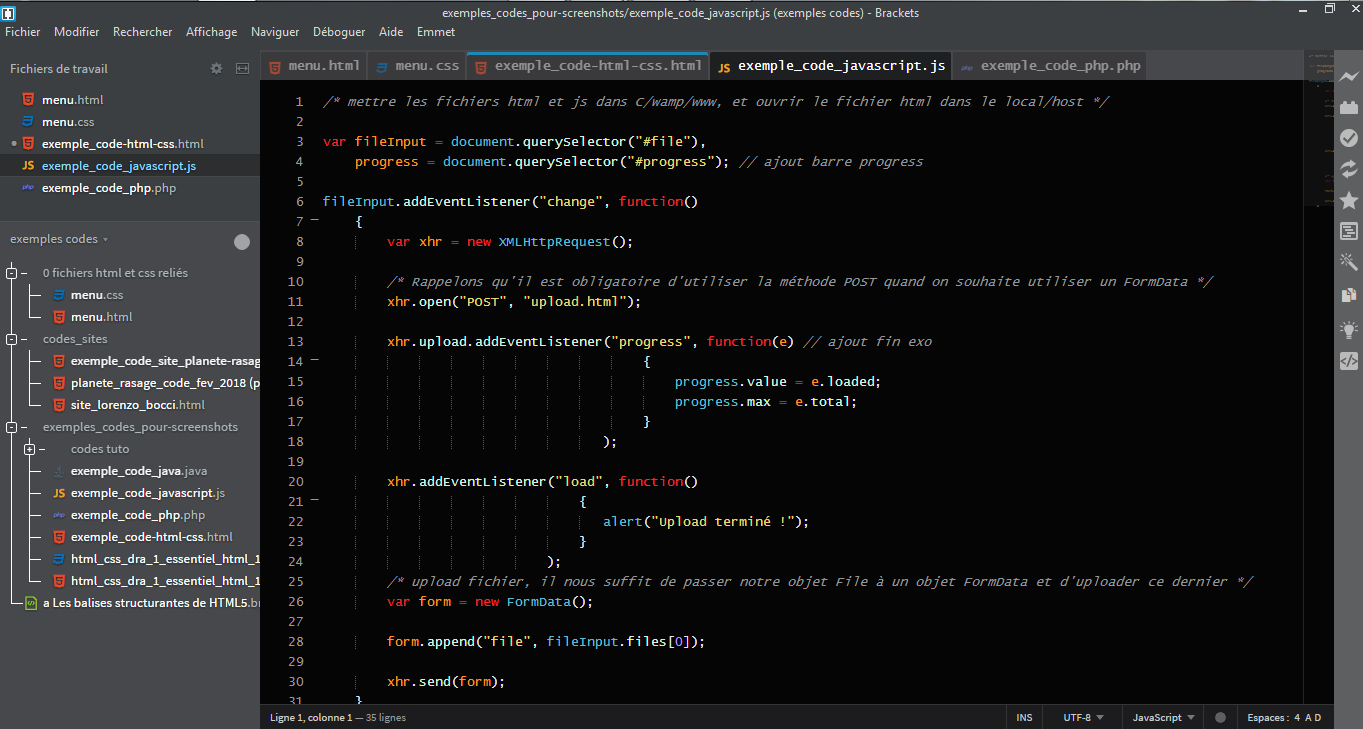 exemples_codes_pour-screenshots/exemple_code_javascript.js (exemples codes) - Brackets
Fichier Modifier Rechercher Affichage Naviguer Déboguer Aide Emmet
Fichiers de travail
menu.html
menu.css
exemple_code-html-css.html
JS exemple_code_javascript.js
php exemple_code_php.php
exemples codes
0 fichiers html et css reliés
menu.css
menu.html
codes_sites
exemple_code_site_planete-rasag
planete_rasage_code_fev_2018 (p
site_lorenzo_bocci.html
exemples_codes_pour-screenshots
codes tuto
exemple_code_java.java
JS exemple_code_javascript.js
php exemple_code_php.php
exemple_code-html-css.html
html_css_dra_1_essentiel_html_1
html_css_dra_1_essentiel_html_1
a Les balises structurantes de HTML5.br
menu.html menu.css exemple_code-html-css.html JS exemple_code_javascript.js php exemple_code_php.php
1 /* mettre les fichiers html et js dans C/wamp/www, et ouvrir le fichier html dans le local/host */
2
3 var fileInput = document.querySelector("#file"),
4 progress = document.querySelector("#progress"); // ajout barre progress
5
6 fileInput.addEventListener("change", function()
7 {
8 var xhr = new XMLHttpRequest();
9
10 /* Rappelons qu'il est obligatoire d'utiliser la méthode POST quand on souhaite utiliser un FormData */
11 xhr.open("POST", "upload.html");
12
13 xhr.upload.addEventListener("progress", function(e) // ajout fin exo
14 {
15 progress.value = e.loaded;
16 progress.max = e.total;
17 }
18 );
19
20 xhr.addEventListener("load", function()
21 {
22 alert("Upload terminé !");
23 }
24 );
25 /* upload fichier, il nous suffit de passer notre objet File à un objet FormData et d'uploader ce dernier */
26 var form = new FormData();
27
28 form.append("file", fileInput.files[0]);
29
30 xhr.send(form);
31 }
Ligne 1, colonne 1 — 35 lignes INS UTF-8 JavaScript Espaces : 4 A D